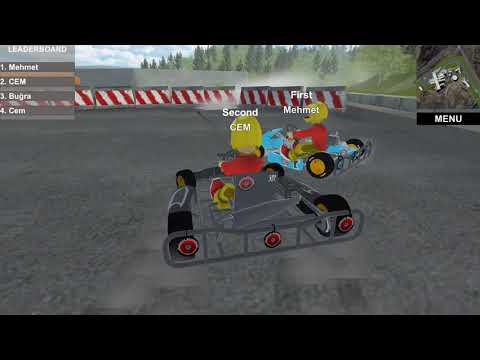 LEADERBOARD
1. Mehmet
2. CEM
3. Buğra
4. Cem
First
Mehmet
Second
CEM
MENU